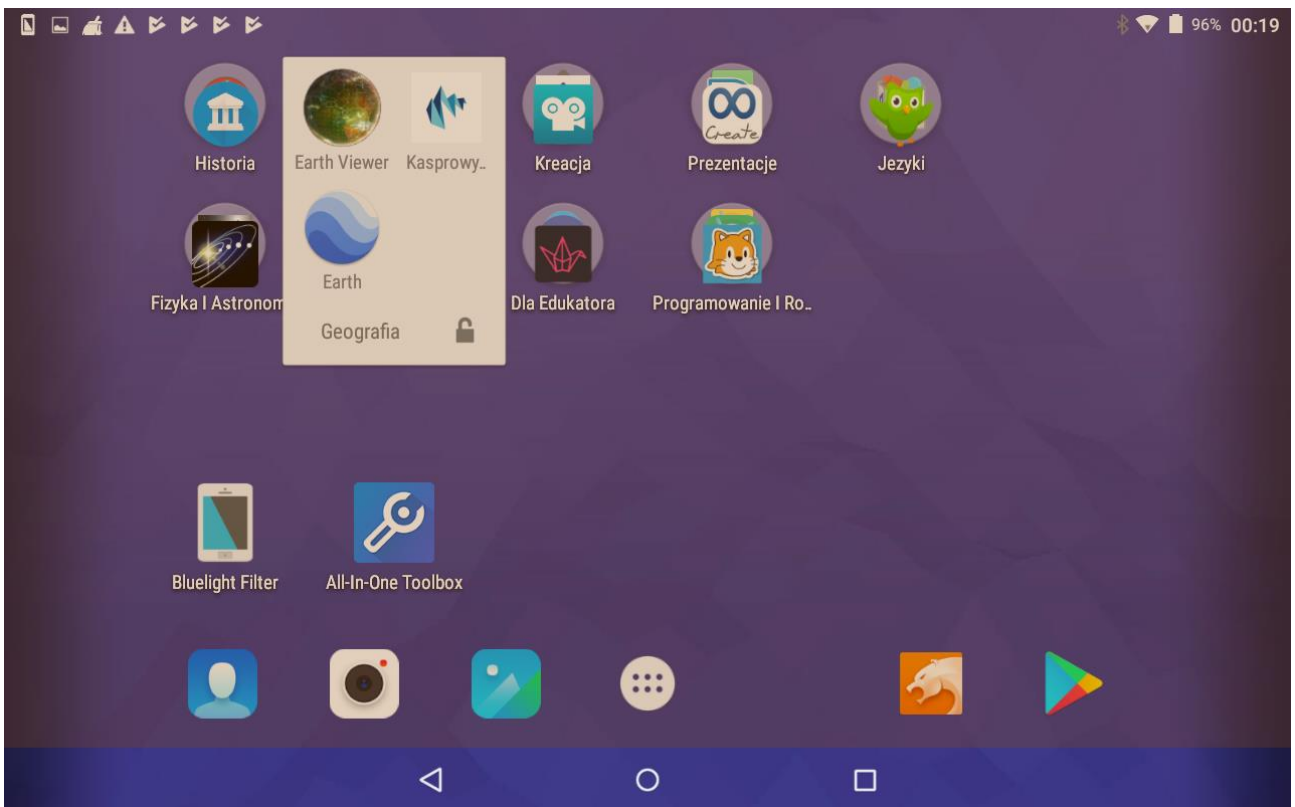 96% 00:19
Historia
Earth Viewer
Kasprowy..
Kreacja
Create
Prezentacje
Jezyki
Earth
Fizyka I Astronom
Geografia
Dla Edukatora
Programowanie I Ro..
Bluelight Filter
All-In-One Toolbox